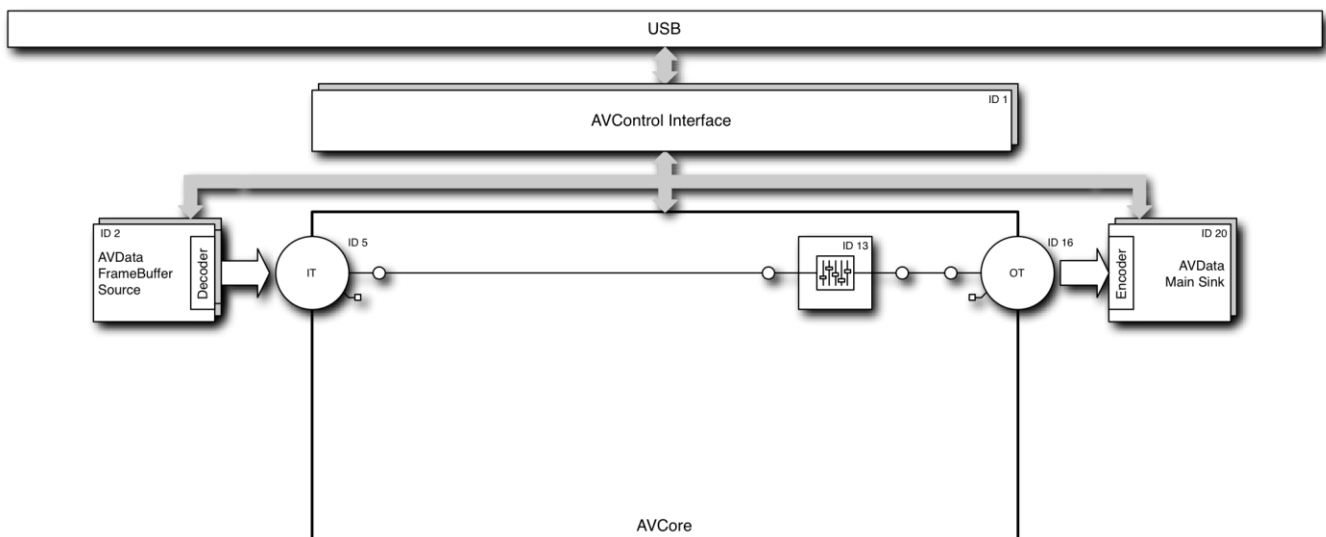 USB
ID 1
AVControl Interface
ID 2
AVData
FrameBuffer
Source
Decoder
ID 5
IT
ID 13
ID 16
OT
Encoder
ID 20
AVData
Main Sink
AVCore